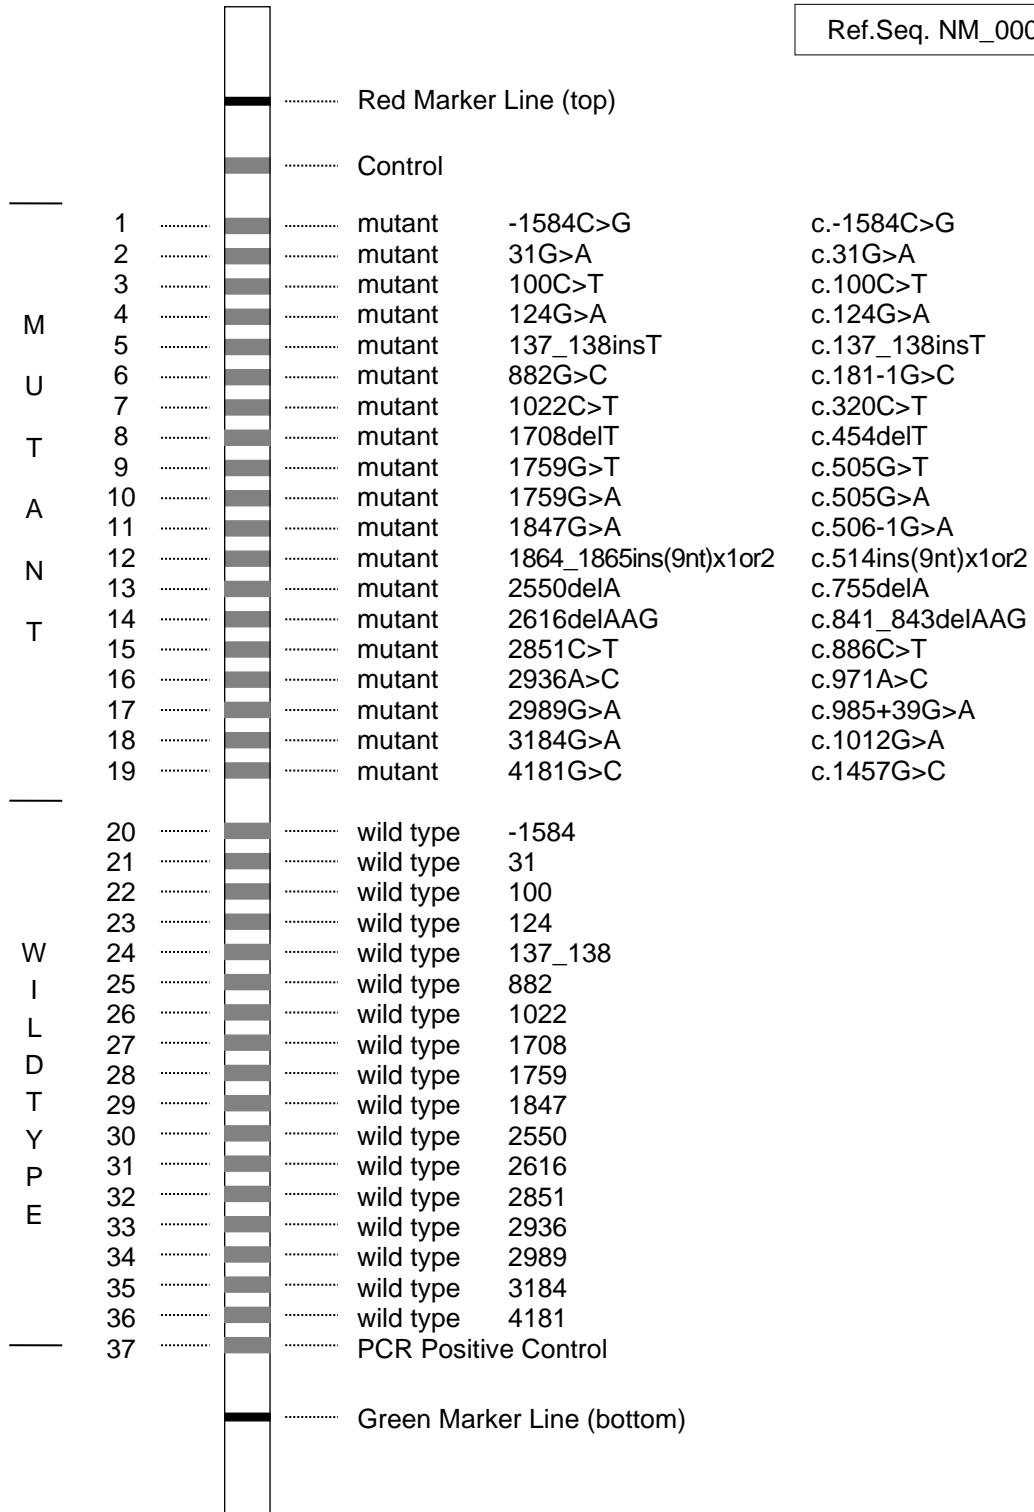 Ref.Seq. NM_000
Red Marker Line (top)
Control
1 mutant -1584C>G c.-1584C>G
2 mutant 31G>A c.31G>A
3 mutant 100C>T c.100C>T
4 mutant 124G>A c.124G>A
5 mutant 137_138insT c.137_138insT
6 mutant 882G>C c.181-1G>C
7 mutant 1022C>T c.320C>T
8 mutant 1708delT c.454delT
9 mutant 1759G>T c.505G>T
10 mutant 1759G>A c.505G>A
11 mutant 1847G>A c.506-1G>A
12 mutant 1864_1865ins(9nt)x1or2 c.514ins(9nt)x1or2
13 mutant 2550delA c.755delA
14 mutant 2616delAAG c.841_843delAAG
15 mutant 2851C>T c.886C>T
16 mutant 2936A>C c.971A>C
17 mutant 2989G>A c.985+39G>A
18 mutant 3184G>A c.1012G>A
19 mutant 4181G>C c.1457G>C
MUTANT
20 wild type -1584
21 wild type 31
22 wild type 100
23 wild type 124
24 wild type 137_138
25 wild type 882
26 wild type 1022
27 wild type 1708
28 wild type 1759
29 wild type 1847
30 wild type 2550
31 wild type 2616
32 wild type 2851
33 wild type 2936
34 wild type 2989
35 wild type 3184
36 wild type 4181
WILDTYPE
37 PCR Positive Control
Green Marker Line (bottom)